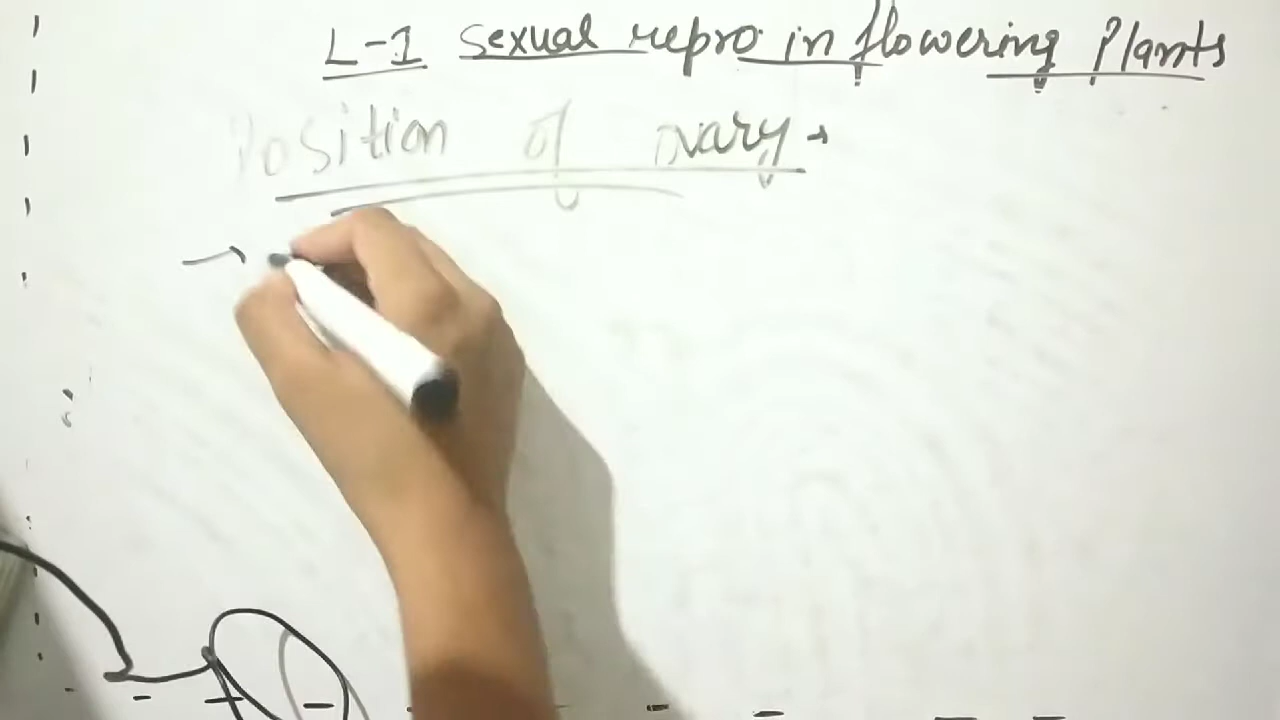 L-1 sexual repro. in flowering Plants
Position of ovary →
→